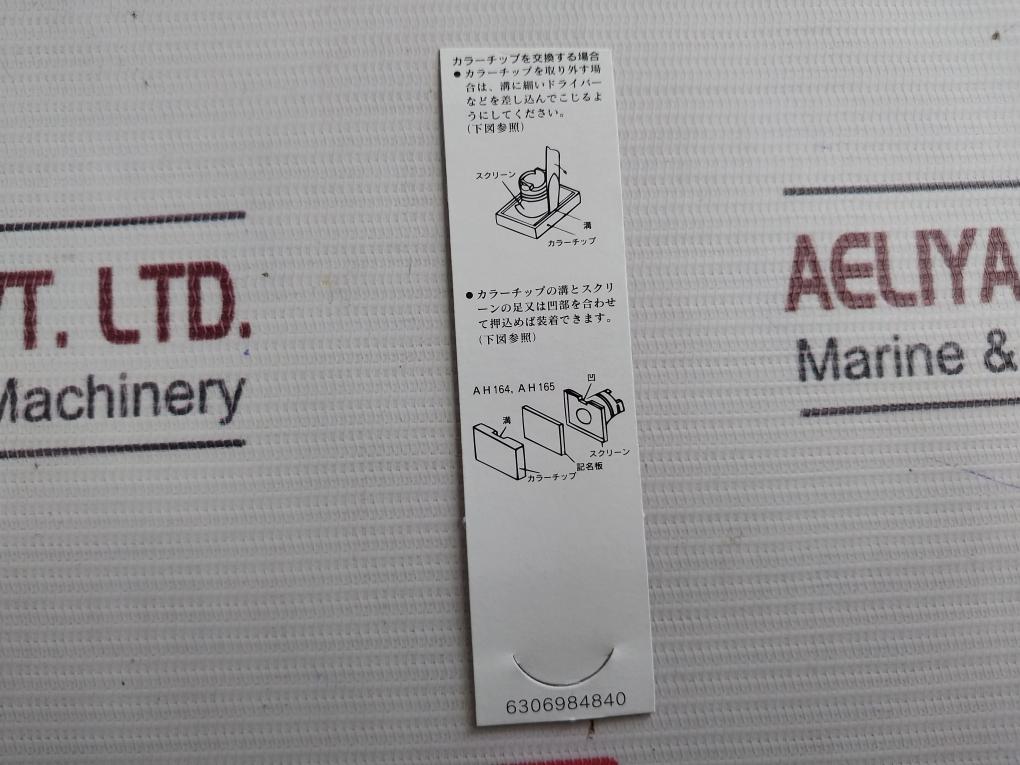 カラーチップを交換する場合
● カラーチップを取り外す場
合は、溝に細いドライバー
などを差し込んでこじるよ
うにしてください。
(下図参照)
スクリーン
溝
カラーチップ
● カラーチップの溝とスクリ
ーンの足又は凹部を合わせ
て押込めば装着できます。
(下図参照)
AH164, AH165
凹
溝
スクリーン
記名板
カラーチップ
6306984840
VT. LTD.
Machinery
AELIYA
Marine &